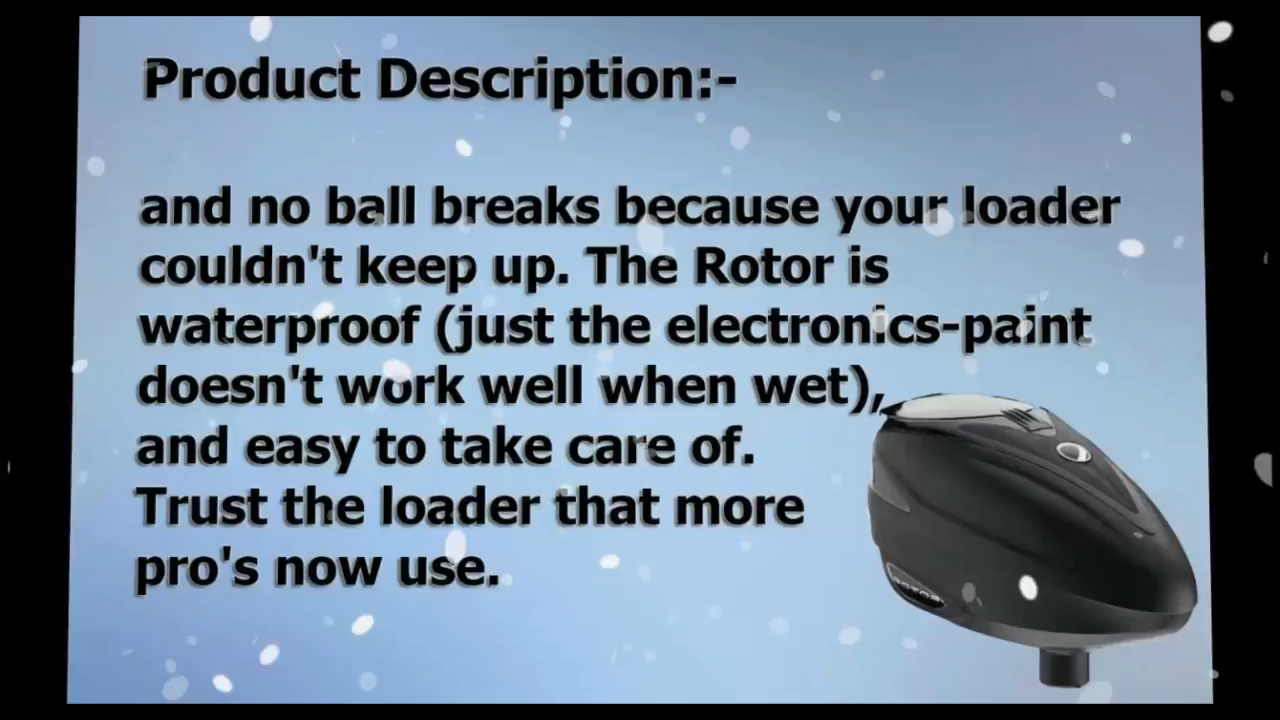 Product Description:-
and no ball breaks because your loader
couldn't keep up. The Rotor is
waterproof (just the electronics-paint
doesn't work well when wet),
and easy to take care of.
Trust the loader that more
pro's now use.
ROTOR